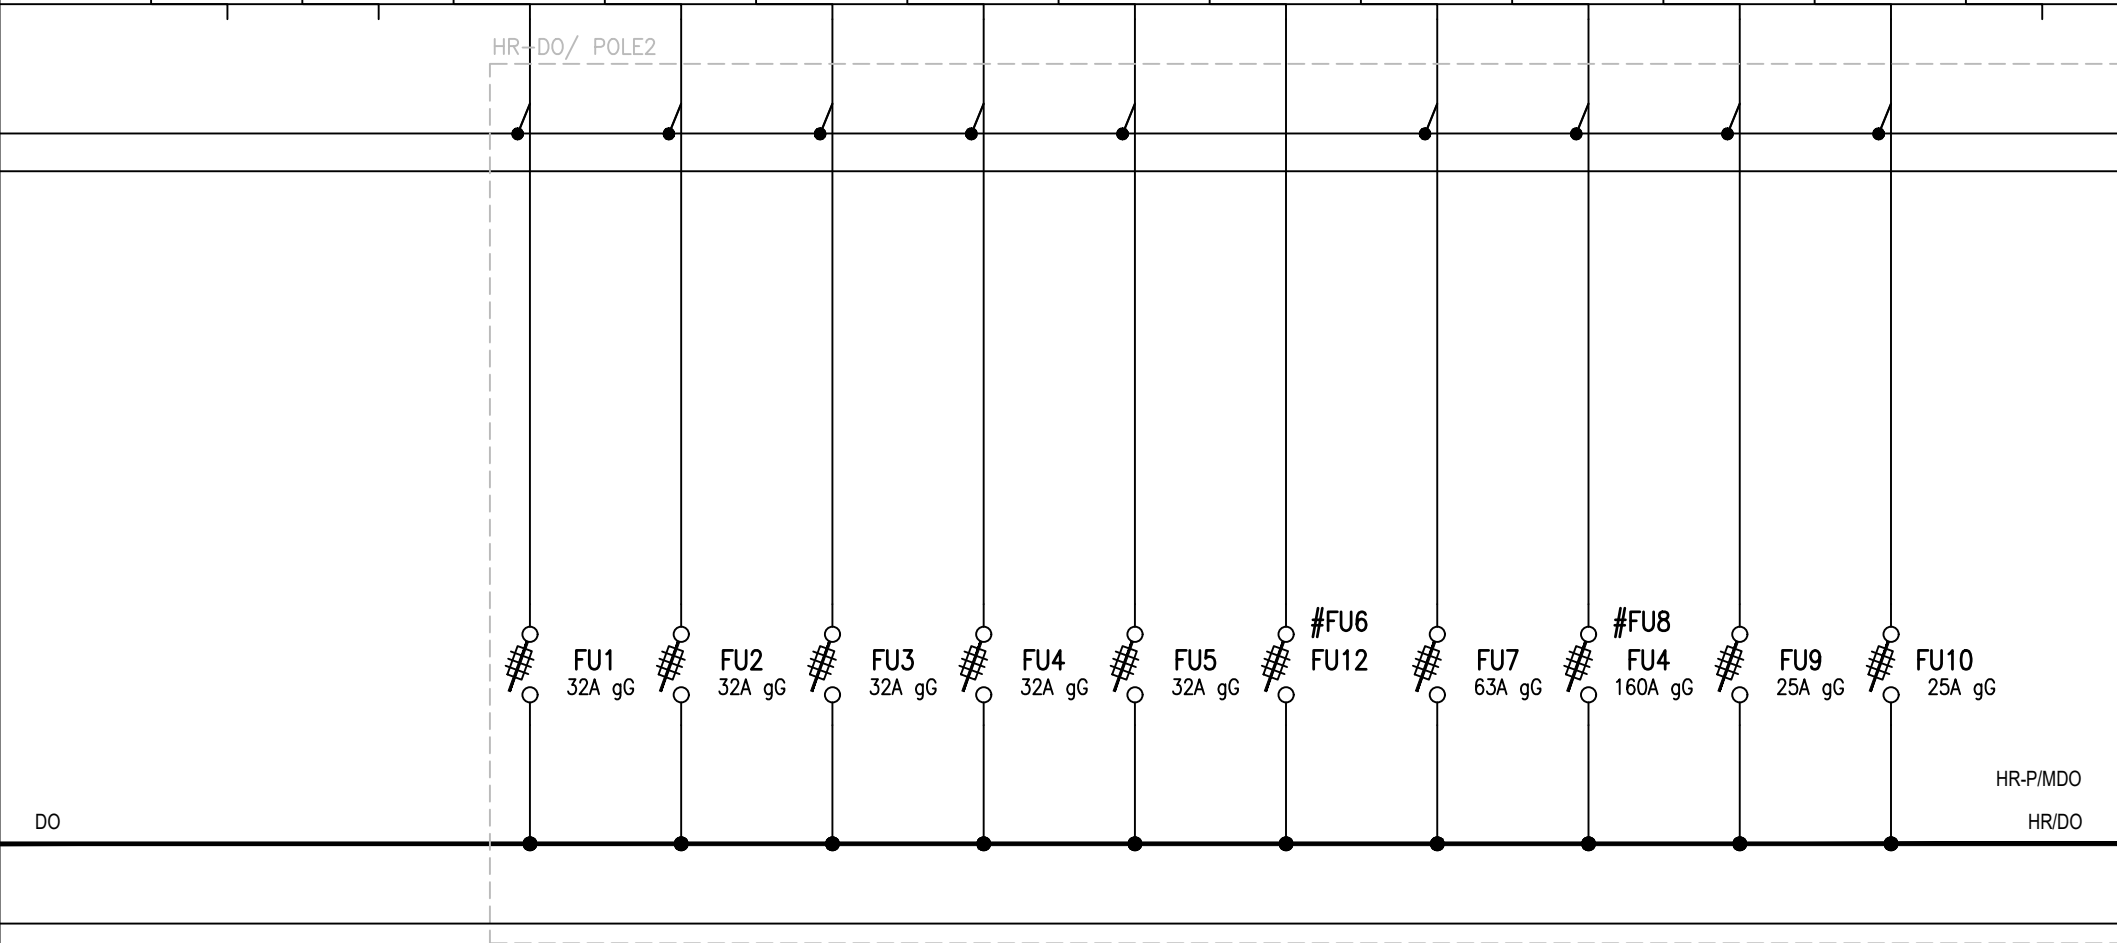 HR-DO/ POLE2
#FU6
#FU8
FU1
32A gG
FU2
32A gG
FU3
32A gG
FU4
32A gG
FU5
32A gG
FU12
FU7
63A gG
FU4
160A gG
FU9
25A gG
FU10
25A gG
HR-P/MDO
DO
HR/DO